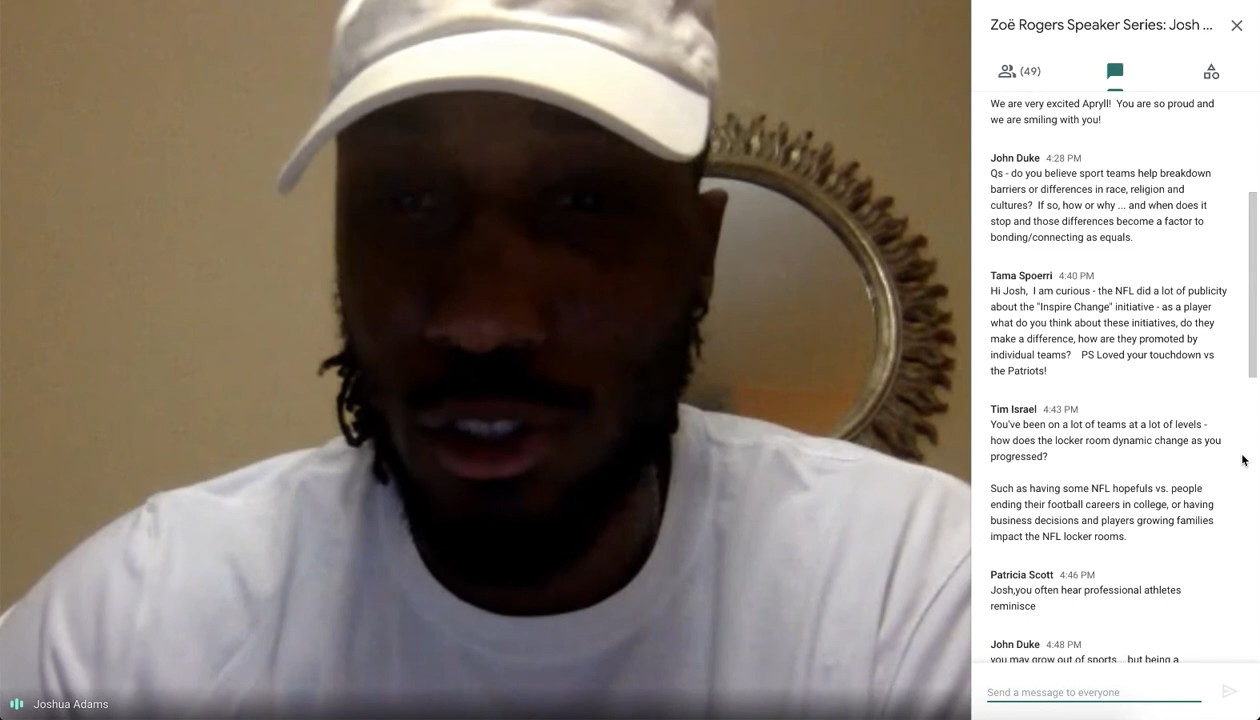 Zoë Rogers Speaker Series: Josh ...
(49)
We are very excited Apryll! You are so proud and
we are smiling with you!
John Duke 4:28 PM
Qs - do you believe sport teams help breakdown
barriers or differences in race, religion and
cultures? If so, how or why ... and when does it
stop and those differences become a factor to
bonding/connecting as equals.
Tama Spoerri 4:40 PM
Hi Josh, I am curious - the NFL did a lot of publicity
about the "Inspire Change" initiative - as a player
what do you think about these initiatives, do they
make a difference, how are they promoted by
individual teams? PS Loved your touchdown vs
the Patriots!
Tim Israel 4:43 PM
You've been on a lot of teams at a lot of levels -
how does the locker room dynamic change as you
progressed?
Such as having some NFL hopefuls vs. people
ending their football careers in college, or having
business decisions and players growing families
impact the NFL locker rooms.
Patricia Scott 4:46 PM
Josh,you often hear professional athletes
reminisce
John Duke 4:48 PM
you may grow out of sports ... but being a
Send a message to everyone
Joshua Adams